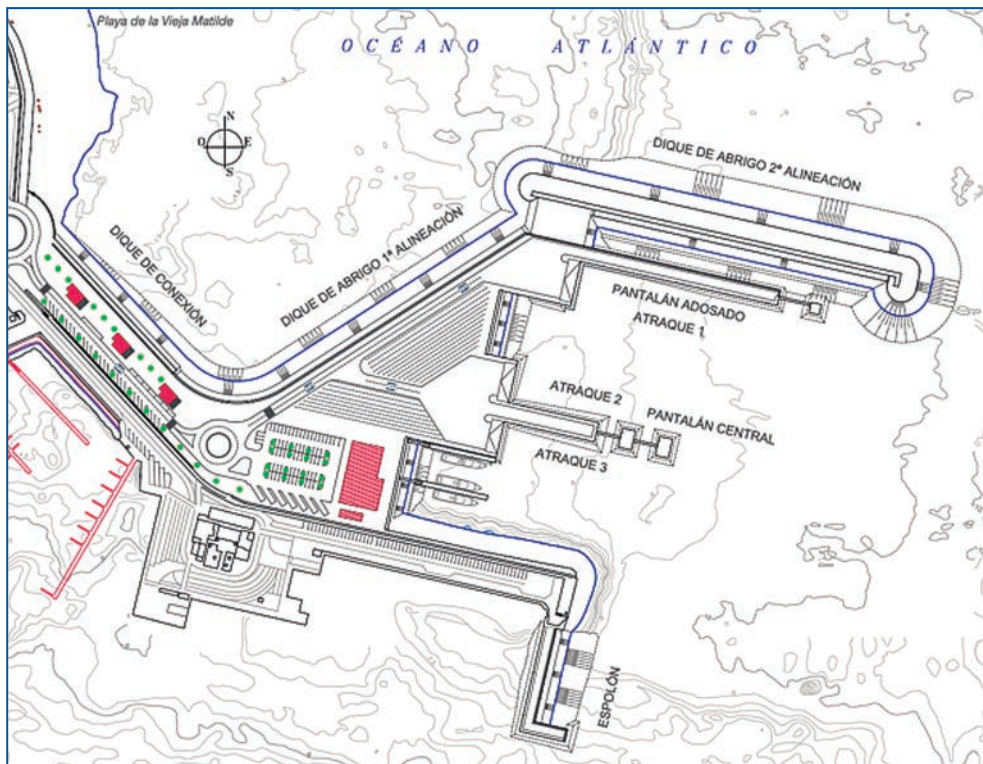 Playa de la Vieja Matilde
OCÉANO ATLÁNTICO
N
O E
S
DIQUE DE ABRIGO 2ª ALINEACIÓN
DIQUE DE CONEXIÓN
DIQUE DE ABRIGO 1ª ALINEACIÓN
PANTALÁN ADOSADO
ATRAQUE 1
ATRAQUE 2
PANTALÁN CENTRAL
ATRAQUE 3
ESPOLÓN